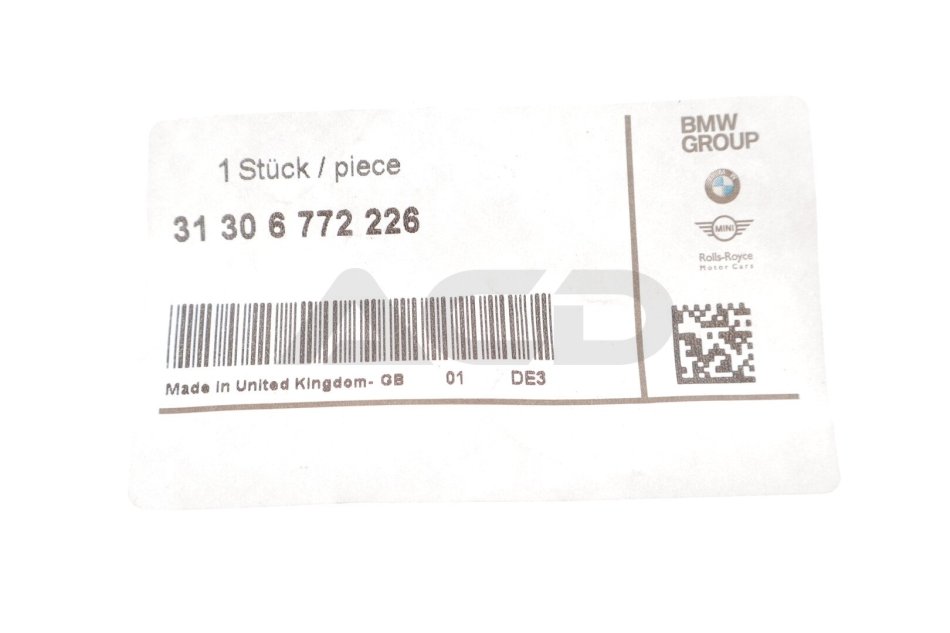 1 Stück / piece
31 30 6 772 226
Made in United Kingdom- GB 01 DE3
BMW
GROUP
MINI
Rolls-Royce
Motor Cars
ACD